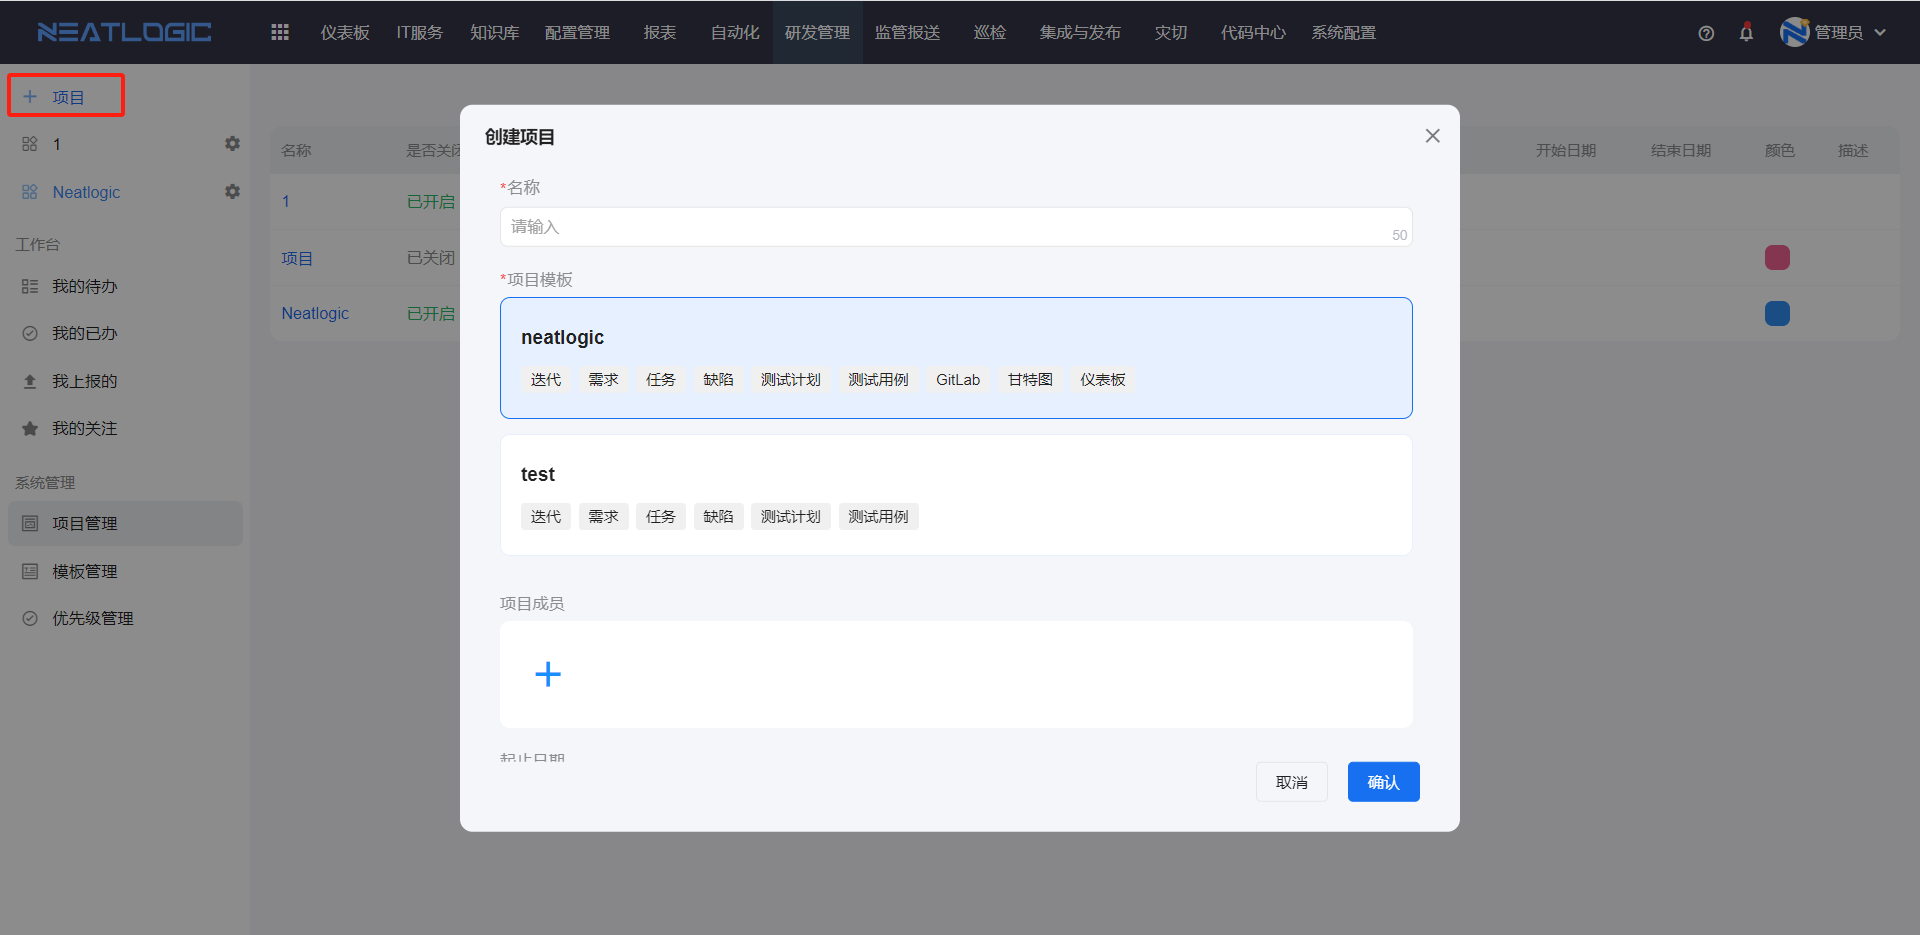 NEATLOGIC
仪表板 IT服务 知识库 配置管理 报表 自动化 研发管理 监管报送 巡检 集成与发布 灾切 代码中心 系统配置 管理员
项目
1
Neatlogic
工作台
我的待办
我的已办
我上报的
我的关注
系统管理
项目管理
模板管理
优先级管理
名称 是否关闭 开始日期 结束日期 颜色 描述
1 已开启
项目 已关闭
Neatlogic 已开启
创建项目
*名称
请输入
50
*项目模板
neatlogic
迭代 需求 任务 缺陷 测试计划 测试用例 GitLab 甘特图 仪表板
test
迭代 需求 任务 缺陷 测试计划 测试用例
项目成员
起止日期
取消 确认